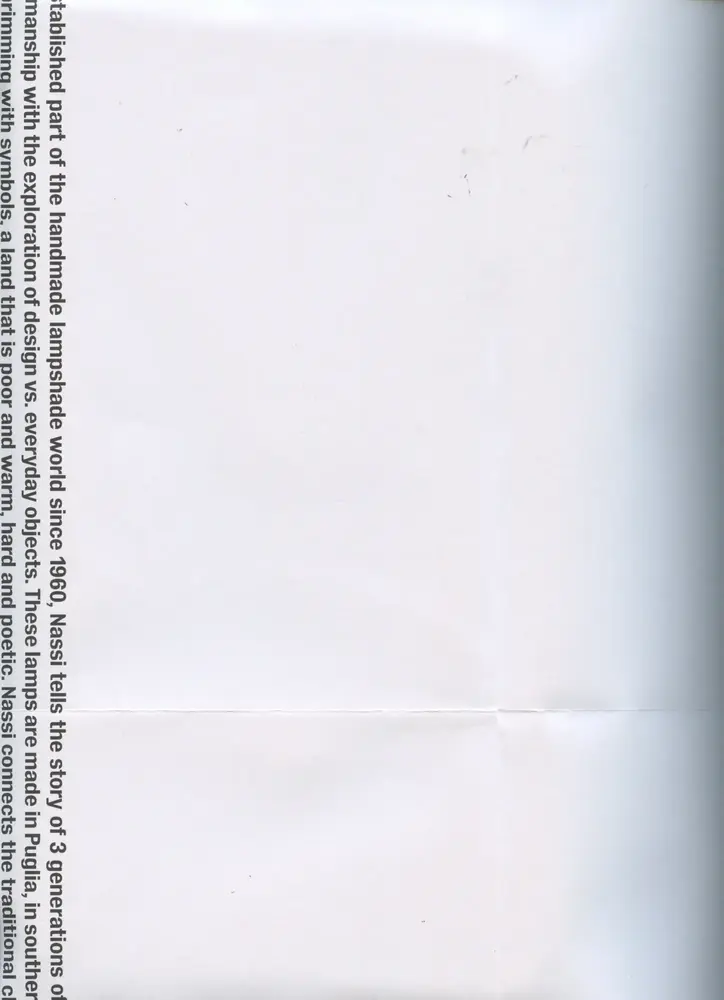 tablished part of the handmade lampshade world since 1960, Nassi tells the story of 3 generations of
manship with the exploration of design vs. everyday objects. These lamps are made in Puglia, in souther
rimming with symbols, a land that is poor and warm, hard and poetic. Nassi connects the traditional